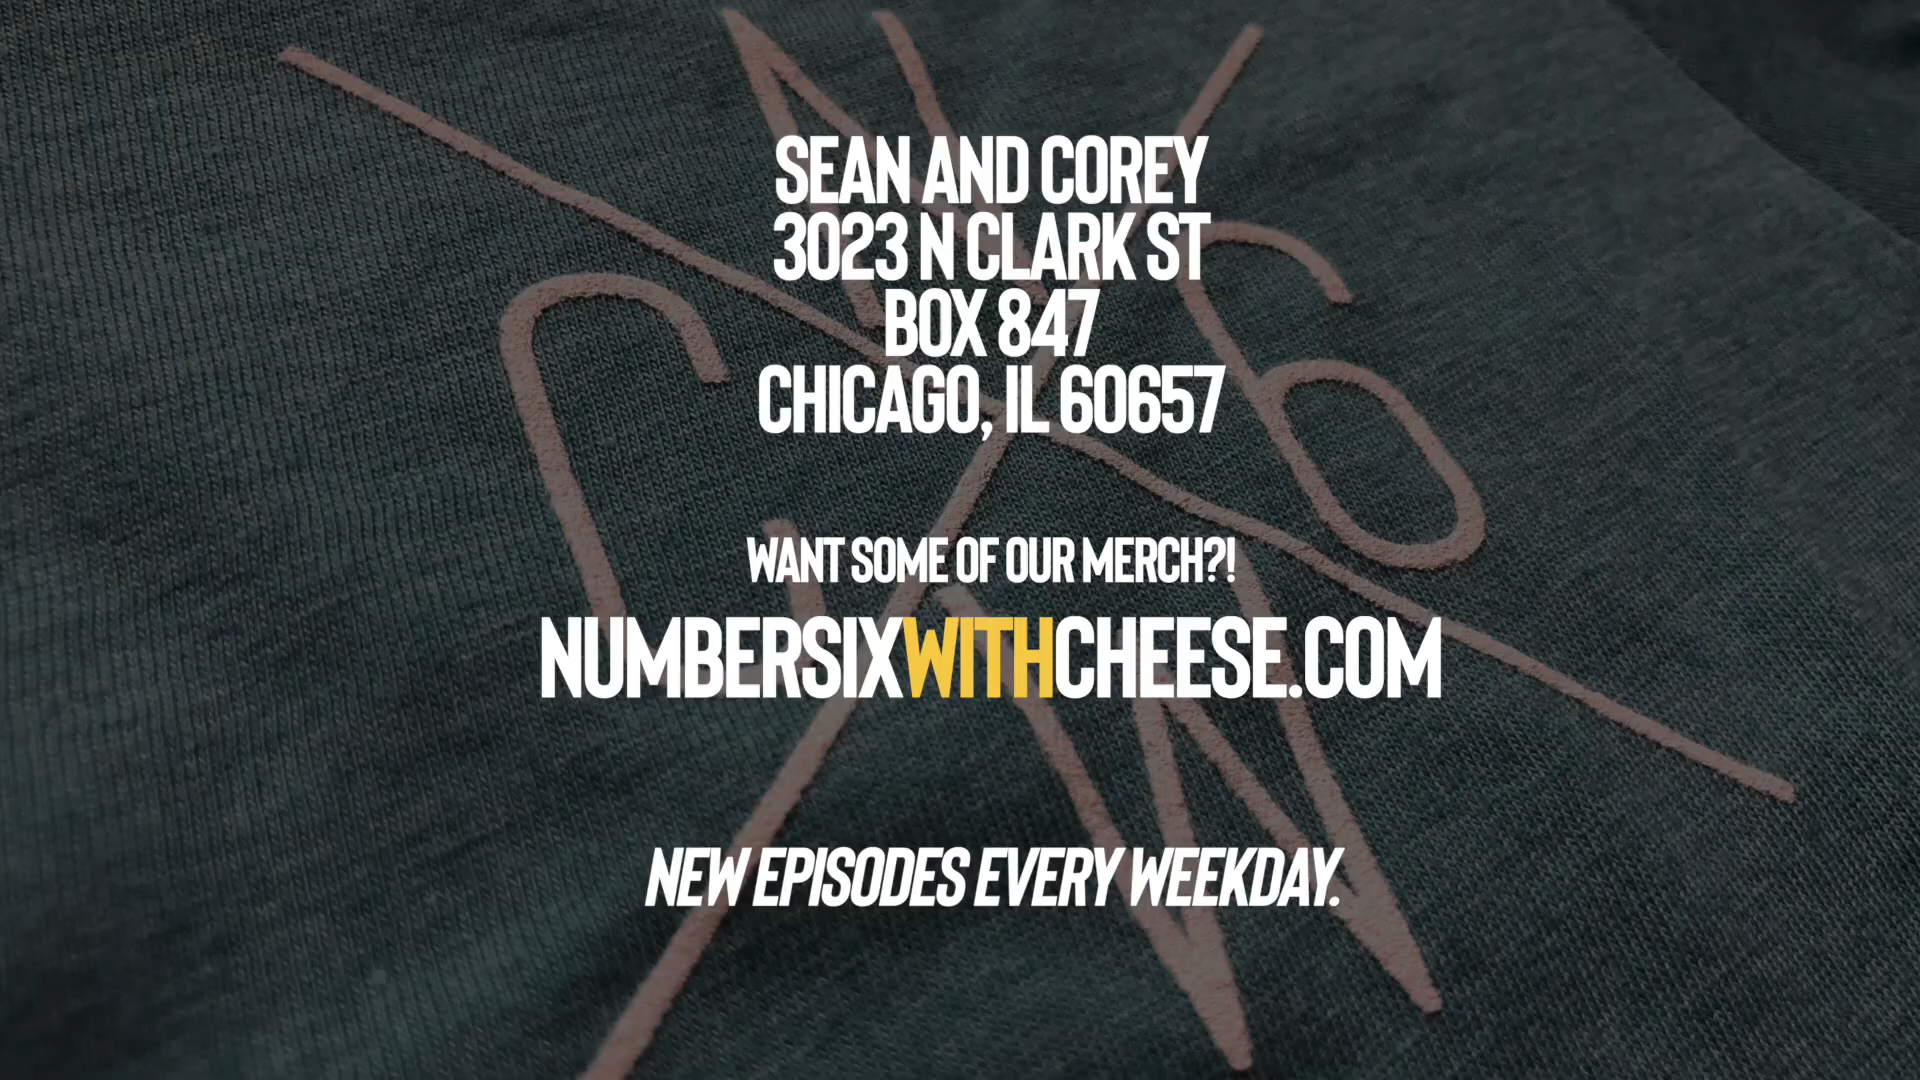 SEAN AND COREY
3023 N CLARK ST
BOX 847
CHICAGO, IL 60657
WANT SOME OF OUR MERCH?!
NUMBERSIXWITHCHEESE.COM
NEW EPISODES EVERY WEEKDAY.